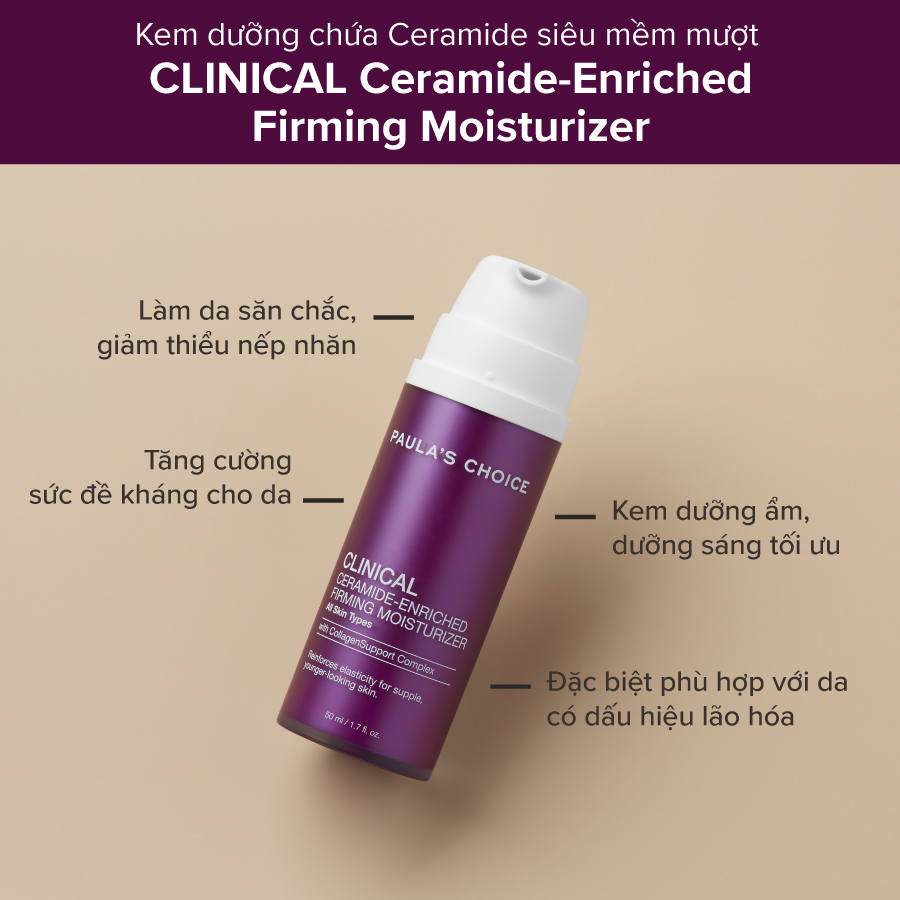 Kem dưỡng chứa Ceramide siêu mềm mượt
CLINICAL Ceramide-Enriched
Firming Moisturizer
Làm da săn chắc,
giảm thiểu nếp nhăn
Tăng cường
sức đề kháng cho da
Kem dưỡng ẩm,
dưỡng sáng tối ưu
Đặc biệt phù hợp với da
có dấu hiệu lão hóa
PAULA'S CHOICE
CLINICAL
CERAMIDE-ENRICHED
FIRMING MOISTURIZER
All Skin Types
with CollagenSupport Complex
Reinforces elasticity for supple,
younger-looking skin.
50 ml / 1.7 fl. oz.